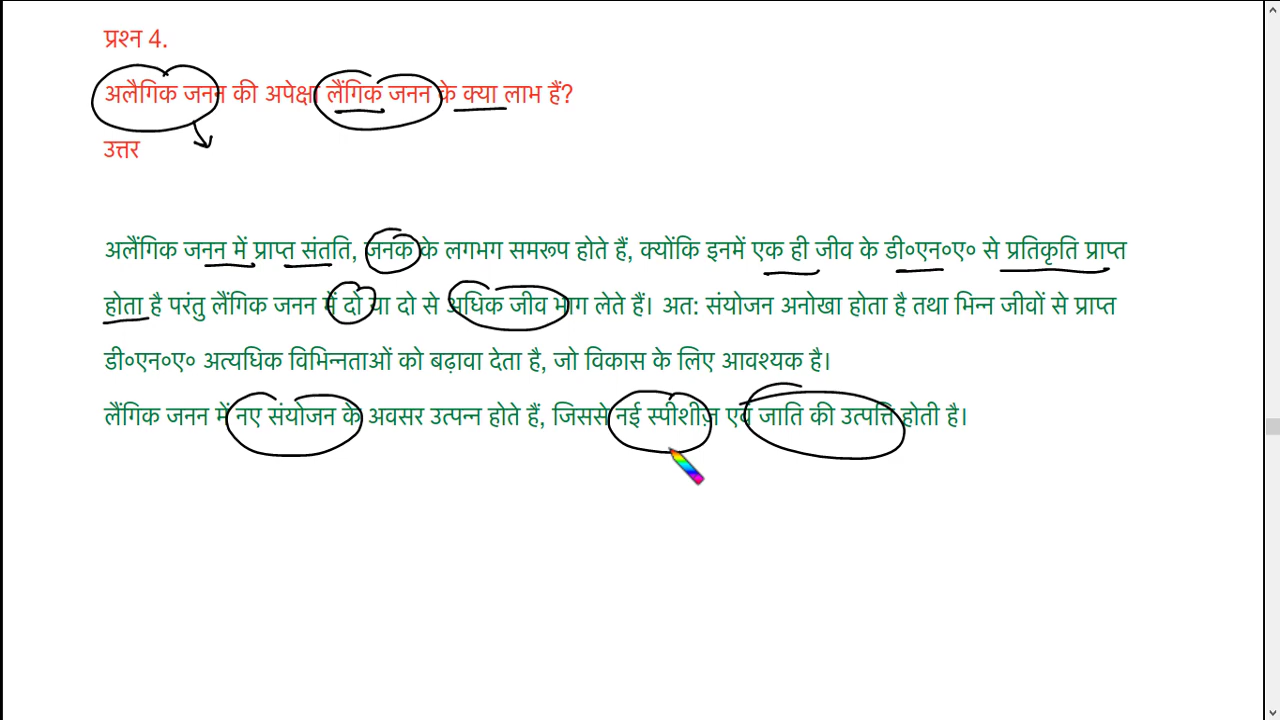 प्रश्न 4.
अलैगिक जनन की अपेक्षा लैंगिक जनन के क्या लाभ हैं?
उत्तर
अलैंगिक जनन में प्राप्त संतति, जनक के लगभग समरूप होते हैं, क्योंकि इनमें एक ही जीव के डी०एन०ए० से प्रतिकृति प्राप्त
होता है परंतु लैंगिक जनन में दो या दो से अधिक जीव भाग लेते हैं। अत: संयोजन अनोखा होता है तथा भिन्न जीवों से प्राप्त
डी०एन०ए० अत्यधिक विभिन्नताओं को बढ़ावा देता है, जो विकास के लिए आवश्यक है।
लैंगिक जनन में नए संयोजन के अवसर उत्पन्न होते हैं, जिससे नई स्पीशीज़ एवं जाति की उत्पत्ति होती है।